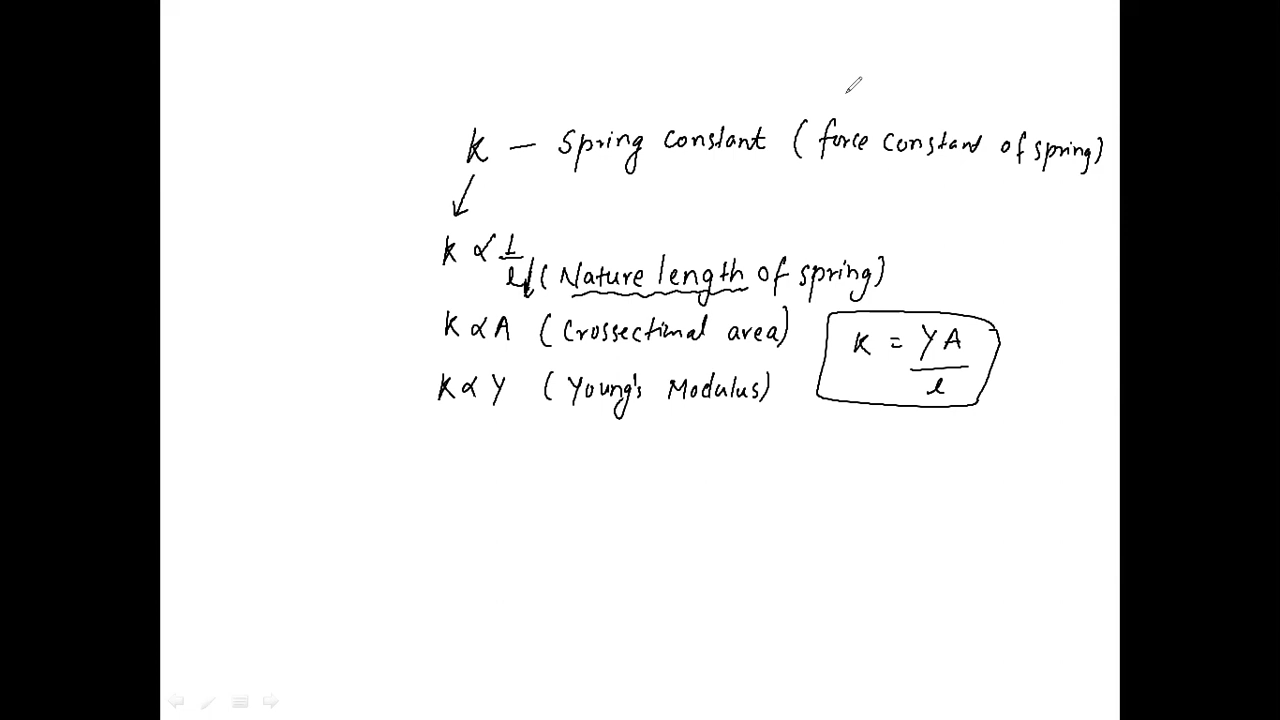 k — Spring constant (force constant of spring)
k ∝ 1/l (Nature length of spring)
k ∝ A (Crossectional area)
k ∝ Y (Young's Modulus)
k = YA/l